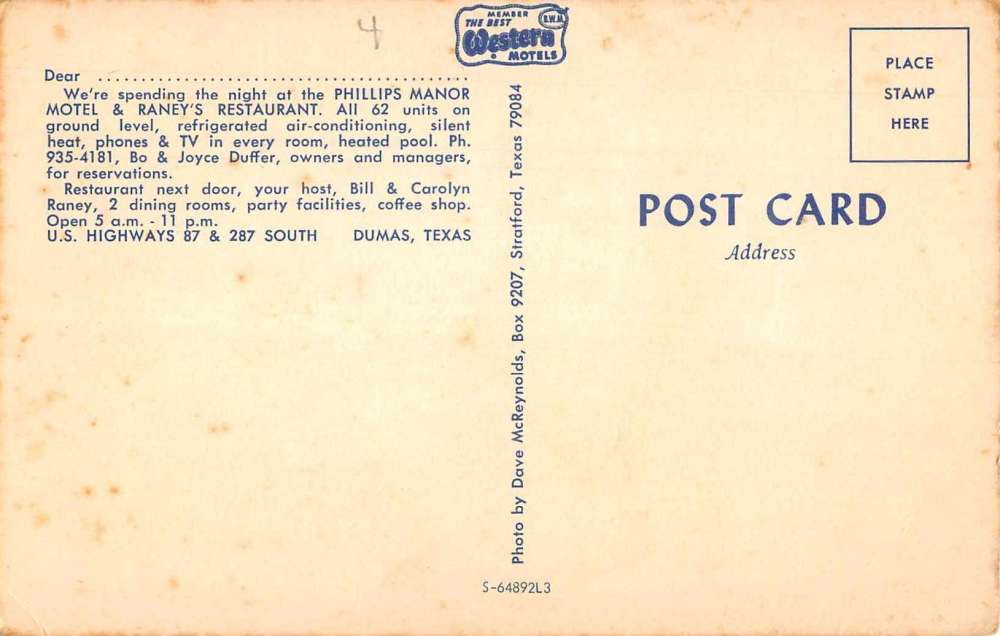 4
MEMBER
THE BEST B.W.M.
Western
MOTELS
Dear ..........................................
We're spending the night at the PHILLIPS MANOR
MOTEL & RANEY'S RESTAURANT. All 62 units on
ground level, refrigerated air-conditioning, silent
heat, phones & TV in every room, heated pool. Ph.
935-4181, Bo & Joyce Duffer, owners and managers,
for reservations.
Restaurant next door, your host, Bill & Carolyn
Raney, 2 dining rooms, party facilities, coffee shop.
Open 5 a.m. - 11 p.m.
U.S. HIGHWAYS 87 & 287 SOUTH DUMAS, TEXAS
Photo by Dave McReynolds, Box 9207, Stratford, Texas 79084
S-64892L3
PLACE
STAMP
HERE
POST CARD
Address